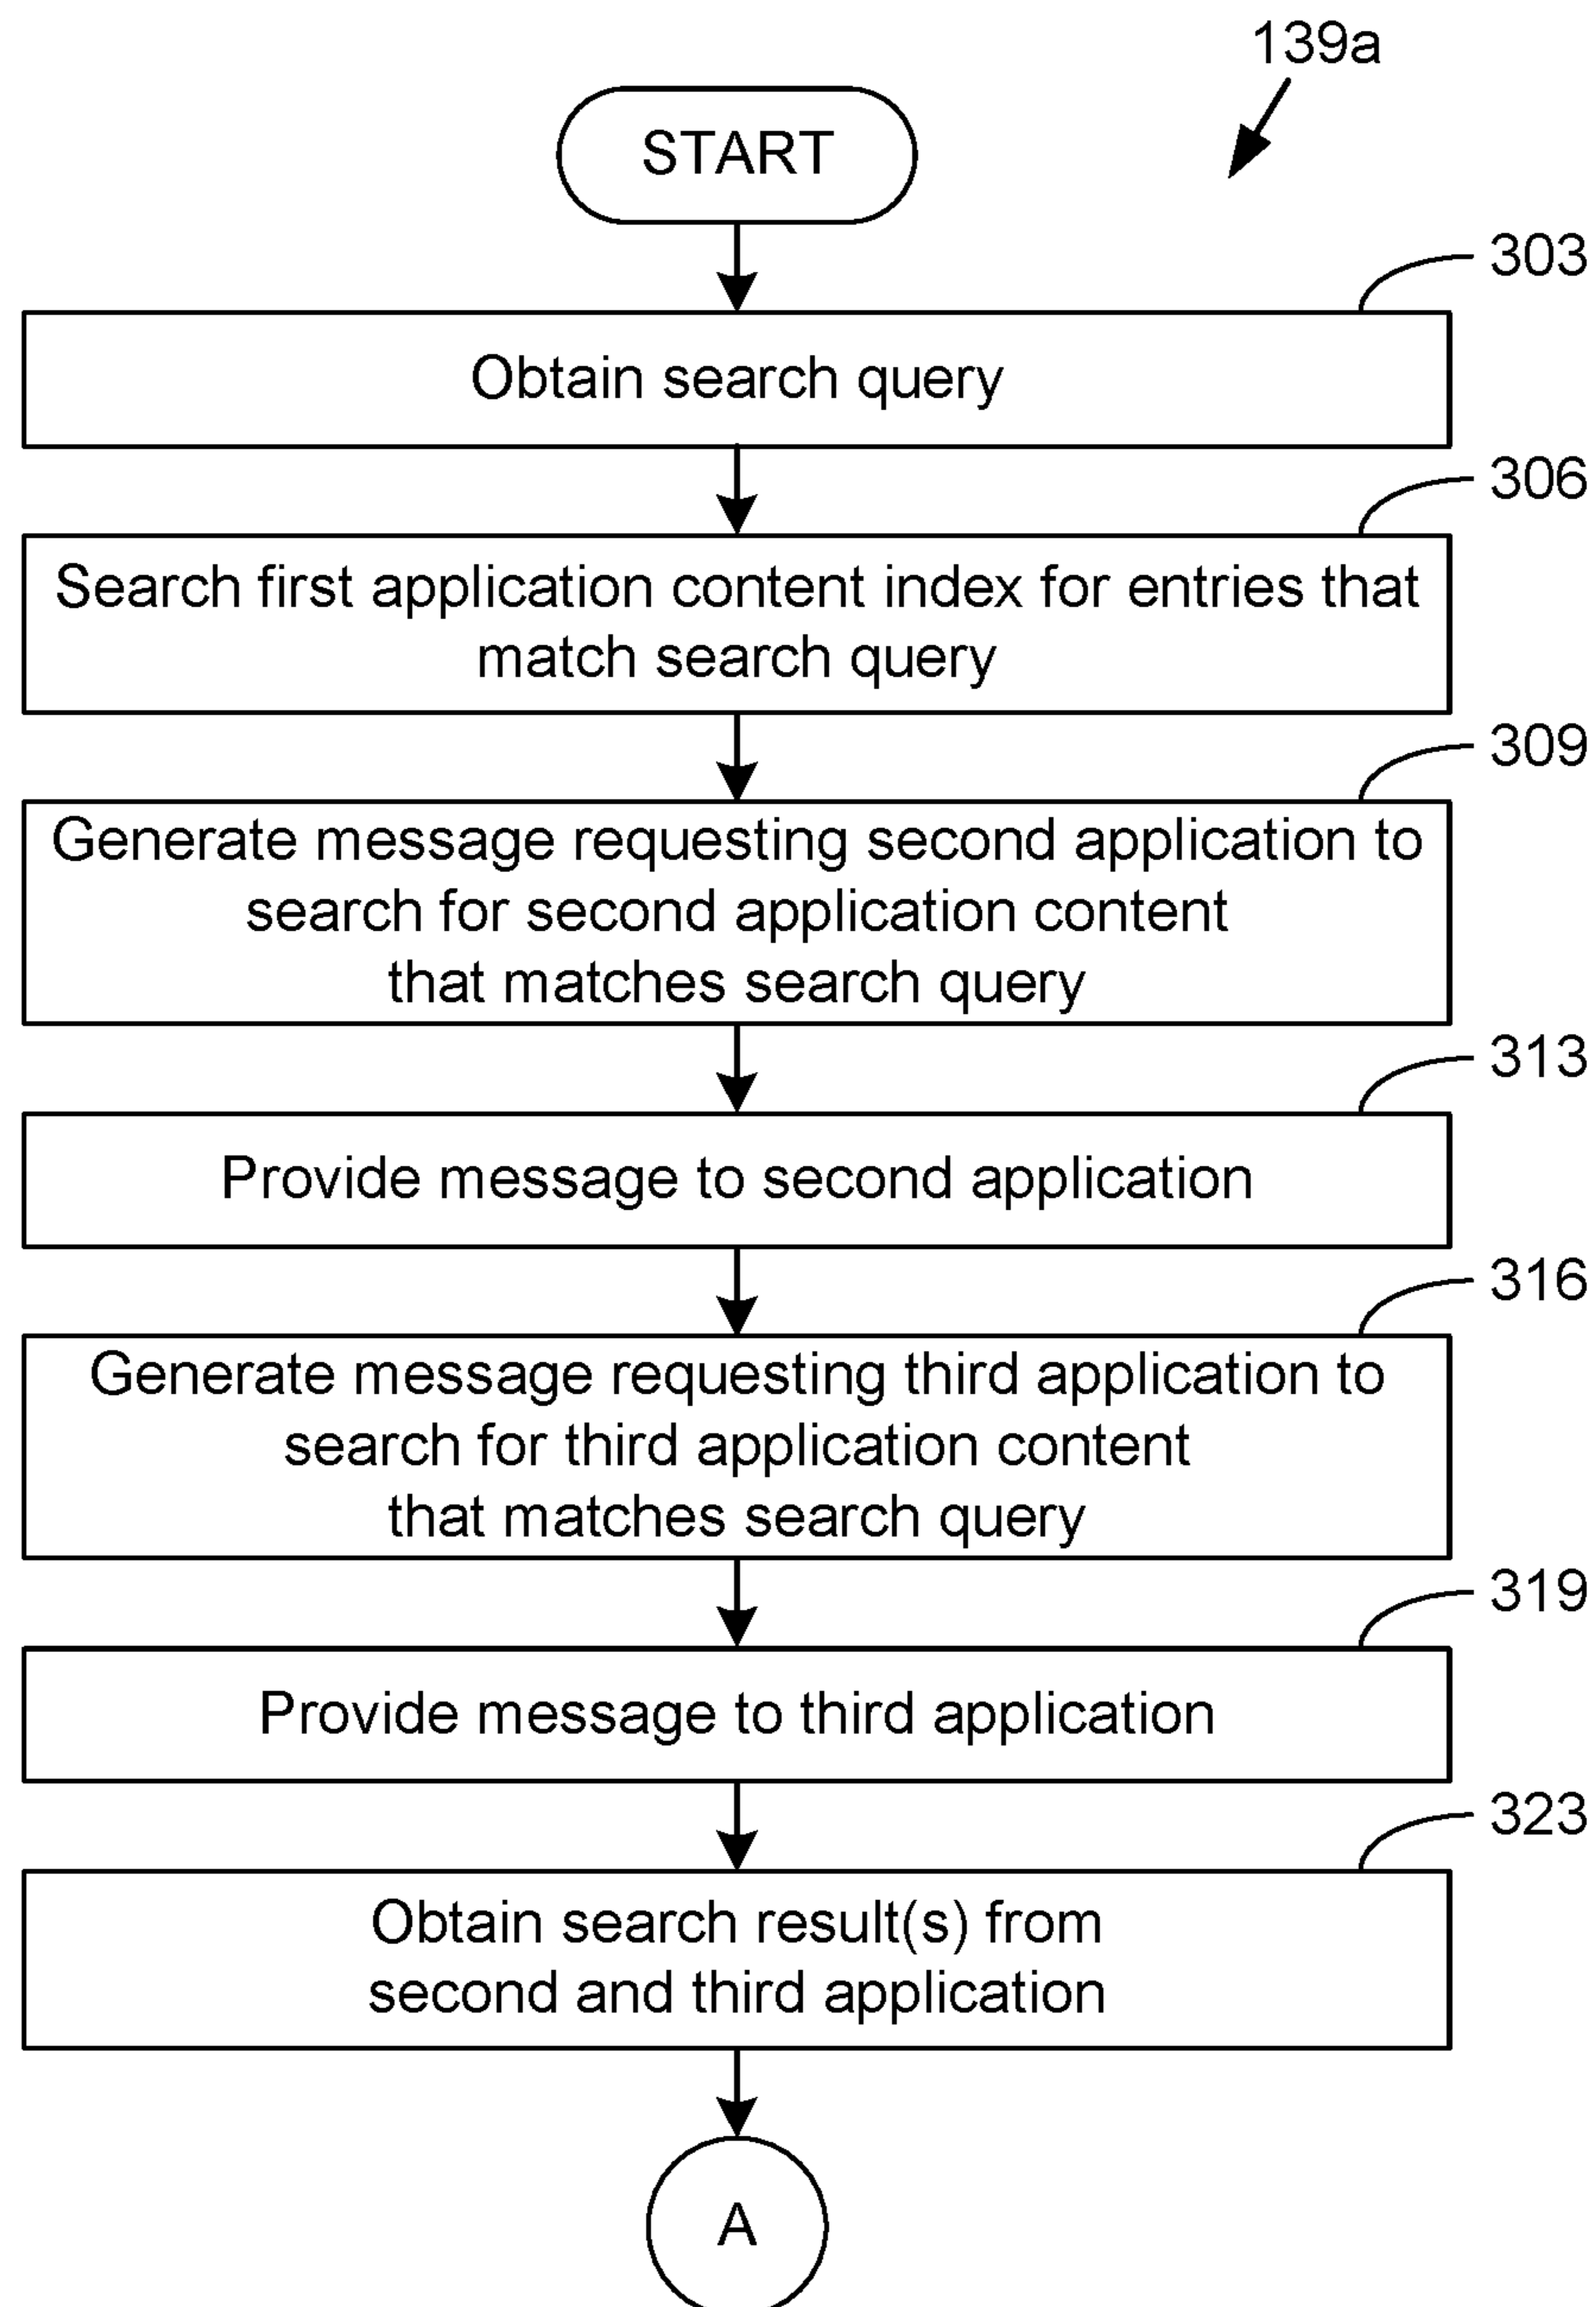 139a
START
303
Obtain search query
306
Search first application content index for entries that
match search query
309
Generate message requesting second application to
search for second application content
that matches search query
313
Provide message to second application
316
Generate message requesting third application to
search for third application content
that matches search query
319
Provide message to third application
323
Obtain search result(s) from
second and third application
A